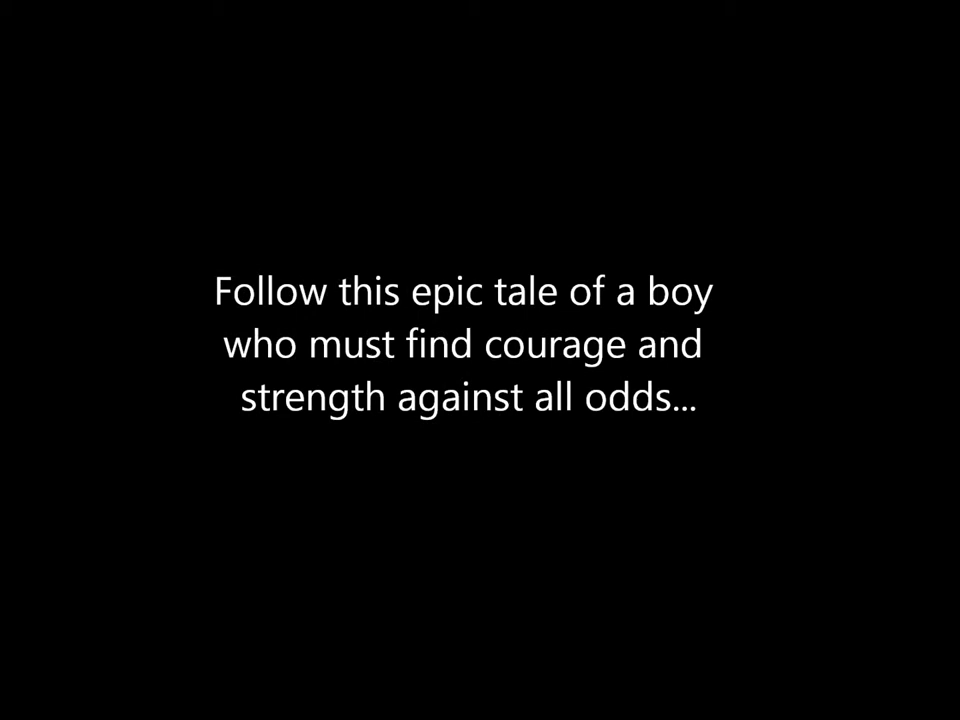 Follow this epic tale of a boy
who must find courage and
strength against all odds...